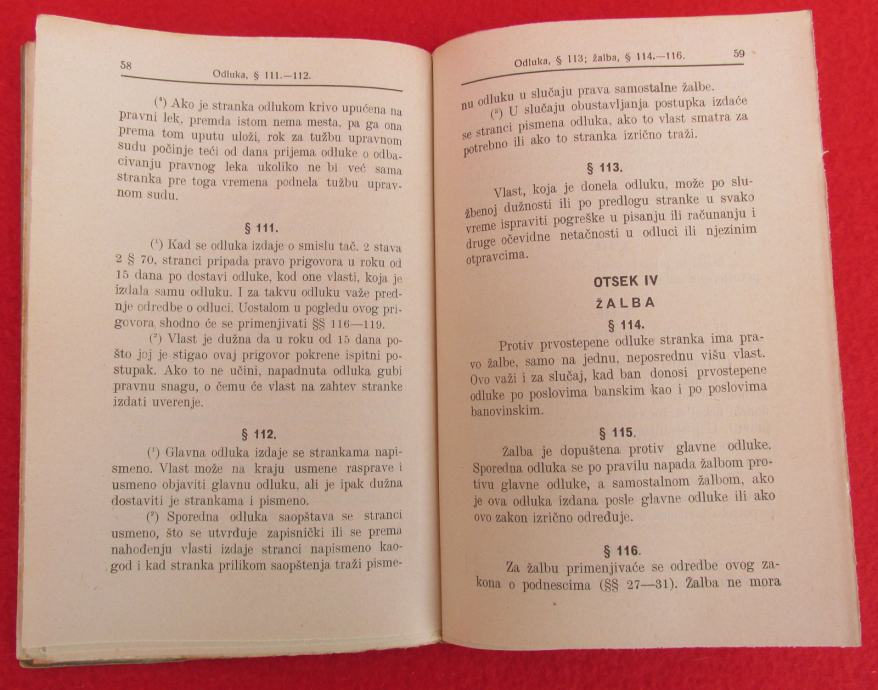 58
Odluka, § 111.—112.
(⁴) Ako je stranka odlukom krivo upućena na
pravni lek, premda istom nema mesta, pa ga ona
prema tom uputu uloži, rok za tužbu upravnom
sudu počinje teći od dana prijema odluke o odba-
civanju pravnog leka ukoliko ne bi već sama
stranka pre toga vremena podnela tužbu uprav-
nom sudu.
§ 111.
(¹) Kad se odluka izdaje o smislu tač. 2 stava
2 § 70, stranci pripada pravo prigovora u roku od
15 dana po dostavi odluke, kod one vlasti, koja je
izdala samu odluku. I za takvu odluku važe pred-
nje odredbe o odluci. Uostalom u pogledu ovog pri-
govora, shodno će se primenjivati §§ 116—119.
(²) Vlast je dužna da u roku od 15 dana po-
što joj je stigao ovaj prigovor pokrene ispitni po-
stupak. Ako to ne učini, napadnuta odluka gubi
pravnu snagu, o čemu će vlast na zahtev stranke
izdati uverenje.
§ 112.
(¹) Glavna odluka izdaje se strankama napi-
smeno. Vlast može na kraju usmene rasprave i
usmeno objaviti glavnu odluku, ali je ipak dužna
dostaviti je strankama i pismeno.
(²) Sporedna odluka saopštava se stranci
usmeno, što se utvrđuje zapisnički ili se prema
nahođenju vlasti izdaje stranci napismeno kao-
god i kad stranka prilikom saopštenja traži pisme-
Odluka, § 113; žalba, § 114.—116.
59
nu odluku u slučaju prava samostalne žalbe.
(³) U slučaju obustavljanja postupka izdaće
se stranci pismena odluka, ako to vlast smatra za
potrebno ili ako to stranka izrično traži.
§ 113.
Vlast, koja je donela odluku, može po slu-
žbenoj dužnosti ili po predlogu stranke u svako
vreme ispraviti pogreške u pisanju ili računanju i
druge očevidne netačnosti u odluci ili njezinim
otpravcima.
OTSEK IV
ŽALBA
§ 114.
Protiv prvostepene odluke stranka ima pra-
vo žalbe, samo na jednu, neposrednu višu vlast.
Ovo važi i za slučaj, kad ban donosi prvostepene
odluke po poslovima banskim kao i po poslovima
banovinskim.
§ 115.
Žalba je dopuštena protiv glavne odluke.
Sporedna odluka se po pravilu napada žalbom pro-
tivu glavne odluke, a samostalnom žalbom, ako
je ova odluka izdana posle glavne odluke ili ako
ovo zakon izrično određuje.
§ 116.
Za žalbu primenjivaće se odredbe ovog za-
kona o podnescima (§§ 27—31). Žalba ne mora